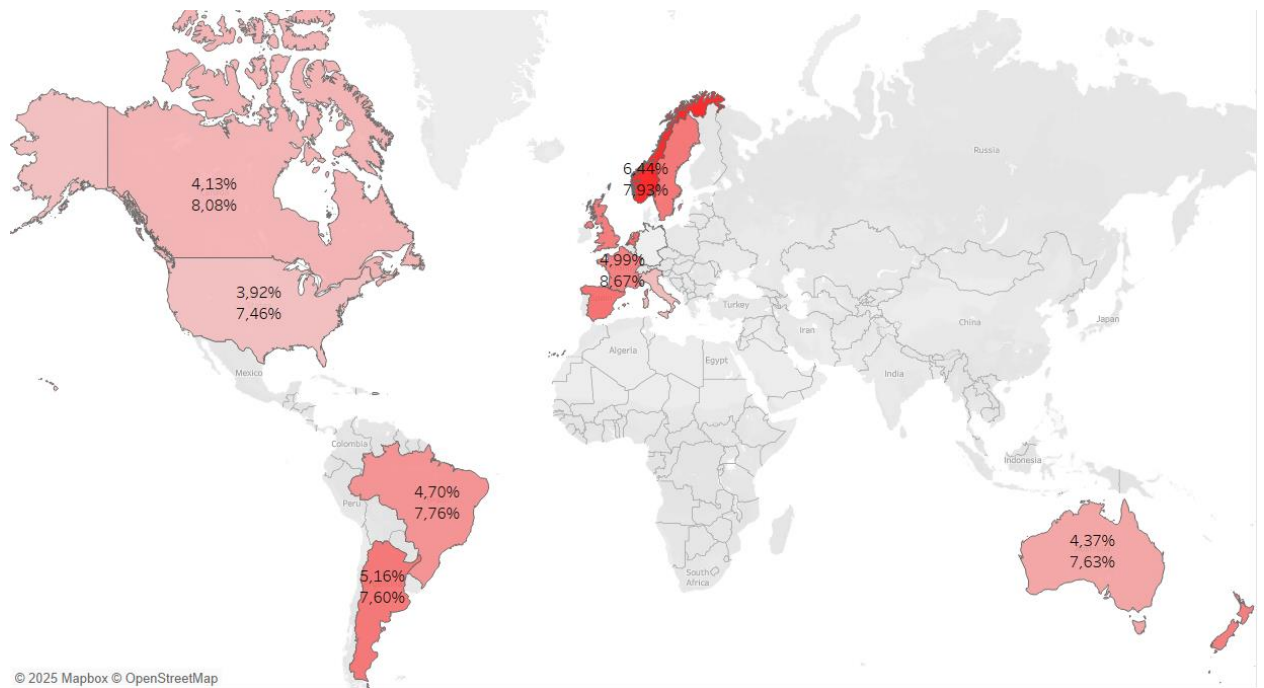 Russia
4,13%
8,08%
6,44%
7,93%
4,99%
8,67%
3,92%
7,46%
Turkey
Japan
China
Iran
Algeria
Egypt
Mexico
India
Colombia
Indonesia
4,70%
7,76%
Peru
4,37%
7,63%
South
Africa
5,16%
7,60%
© 2025 Mapbox © OpenStreetMap